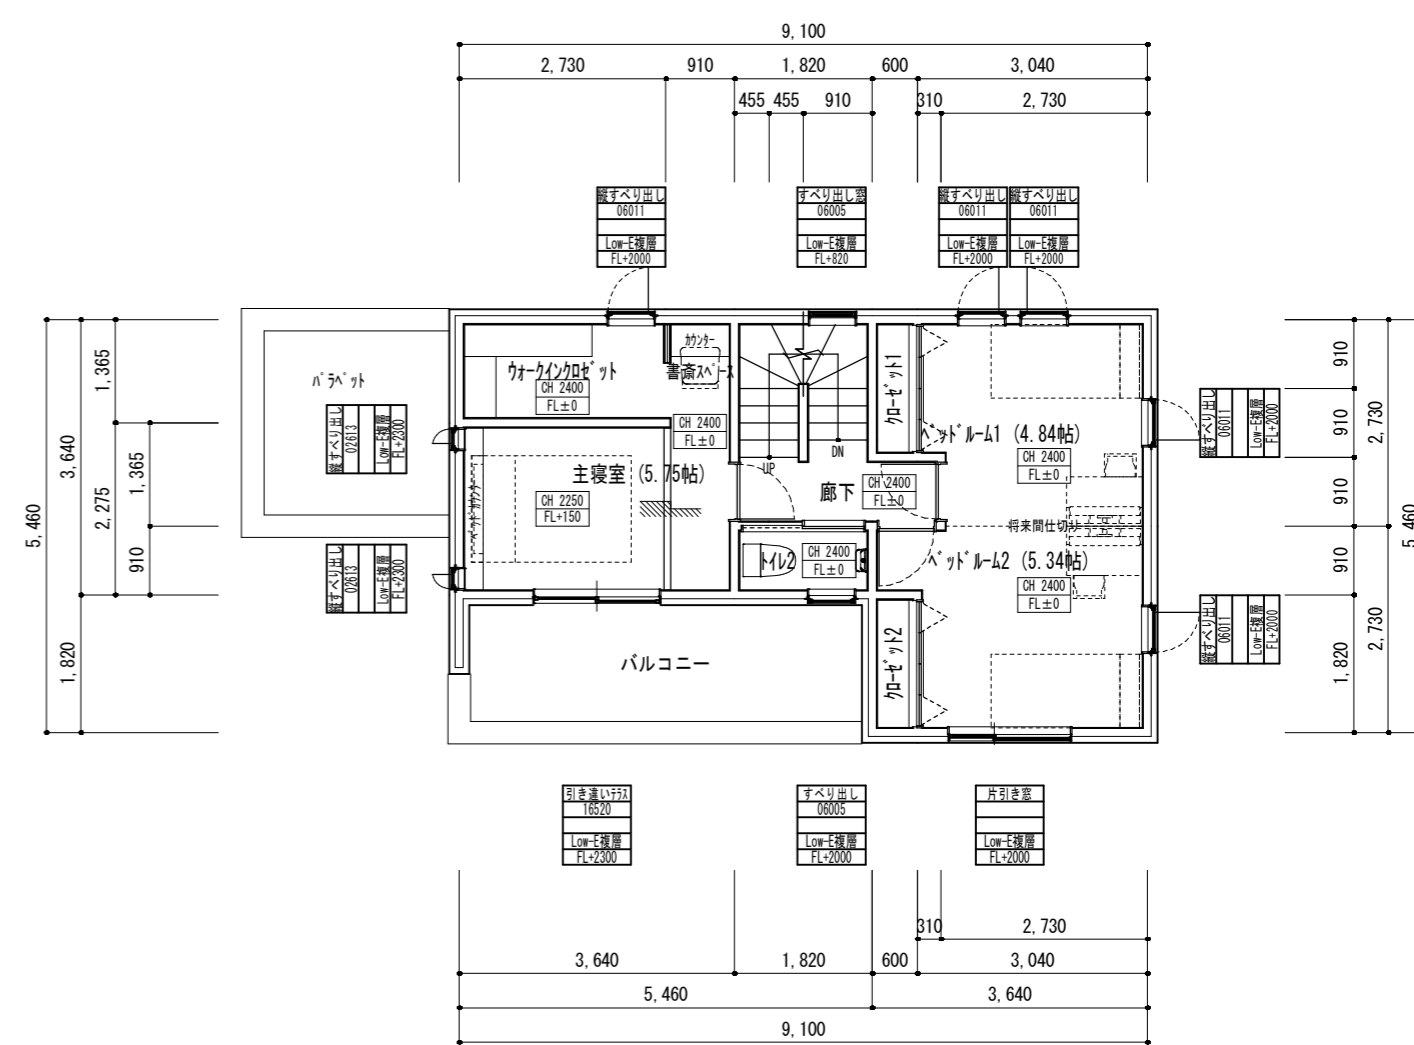 9,100
2,730 910 1,820 600 3,040
455 455 910 310 2,730
縦すべり出し
06011
Low-E複層
FL+2000
すべり出し窓
06005
Low-E複層
FL+820
縦すべり出し
06011
Low-E複層
FL+2000
縦すべり出し
06011
Low-E複層
FL+2000
5,460
3,640
1,820
1,365
2,275
1,365
910
パラペット
縦すべり出し
02613
Low-E複層
FL+2300
縦すべり出し
02613
Low-E複層
FL+2300
ウォークインクロゼット
CH 2400
FL±0
カウンター
書斎スペース
CH 2400
FL±0
主寝室 (5.75帖)
CH 2250
FL+150
ベッドカウンター
UP
DN
廊下
CH 2400
FL±0
トイレ2
CH 2400
FL±0
クローゼット1
ベッドルーム1 (4.84帖)
CH 2400
FL±0
将来間仕切り
ベッドルーム2 (5.34帖)
CH 2400
FL±0
クローゼット2
バルコニー
縦すべり出し
06011
Low-E複層
FL+2000
縦すべり出し
06011
Low-E複層
FL+2000
910
910
910
910
1,820
2,730
2,730
5,460
引き違いテラス
16520
Low-E複層
FL+2300
すべり出し
06005
Low-E複層
FL+2000
片引き窓
Low-E複層
FL+2000
310 2,730
3,640 1,820 600 3,040
5,460 3,640
9,100